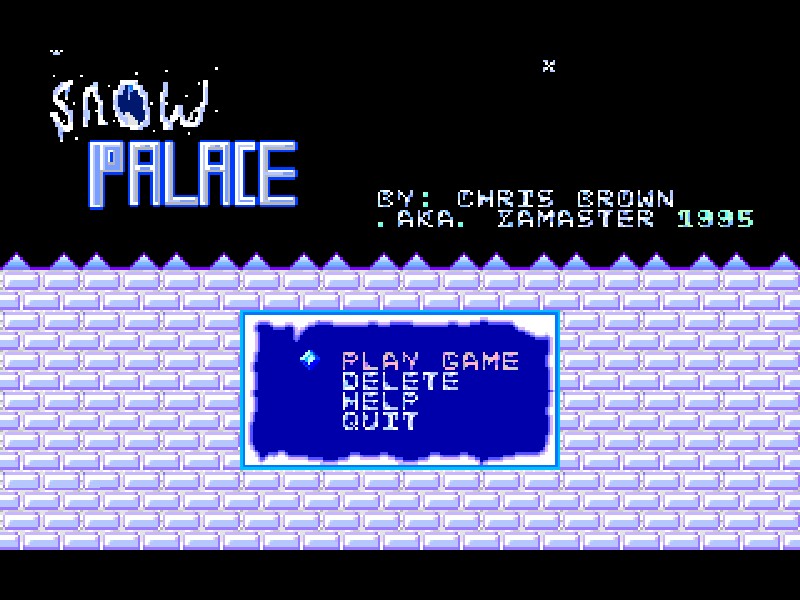 SNOW
PALACE
BY: CHRIS BROWN
.AKA. ZAMASTER 1995
PLAY GAME
DELETE
HELP
QUIT